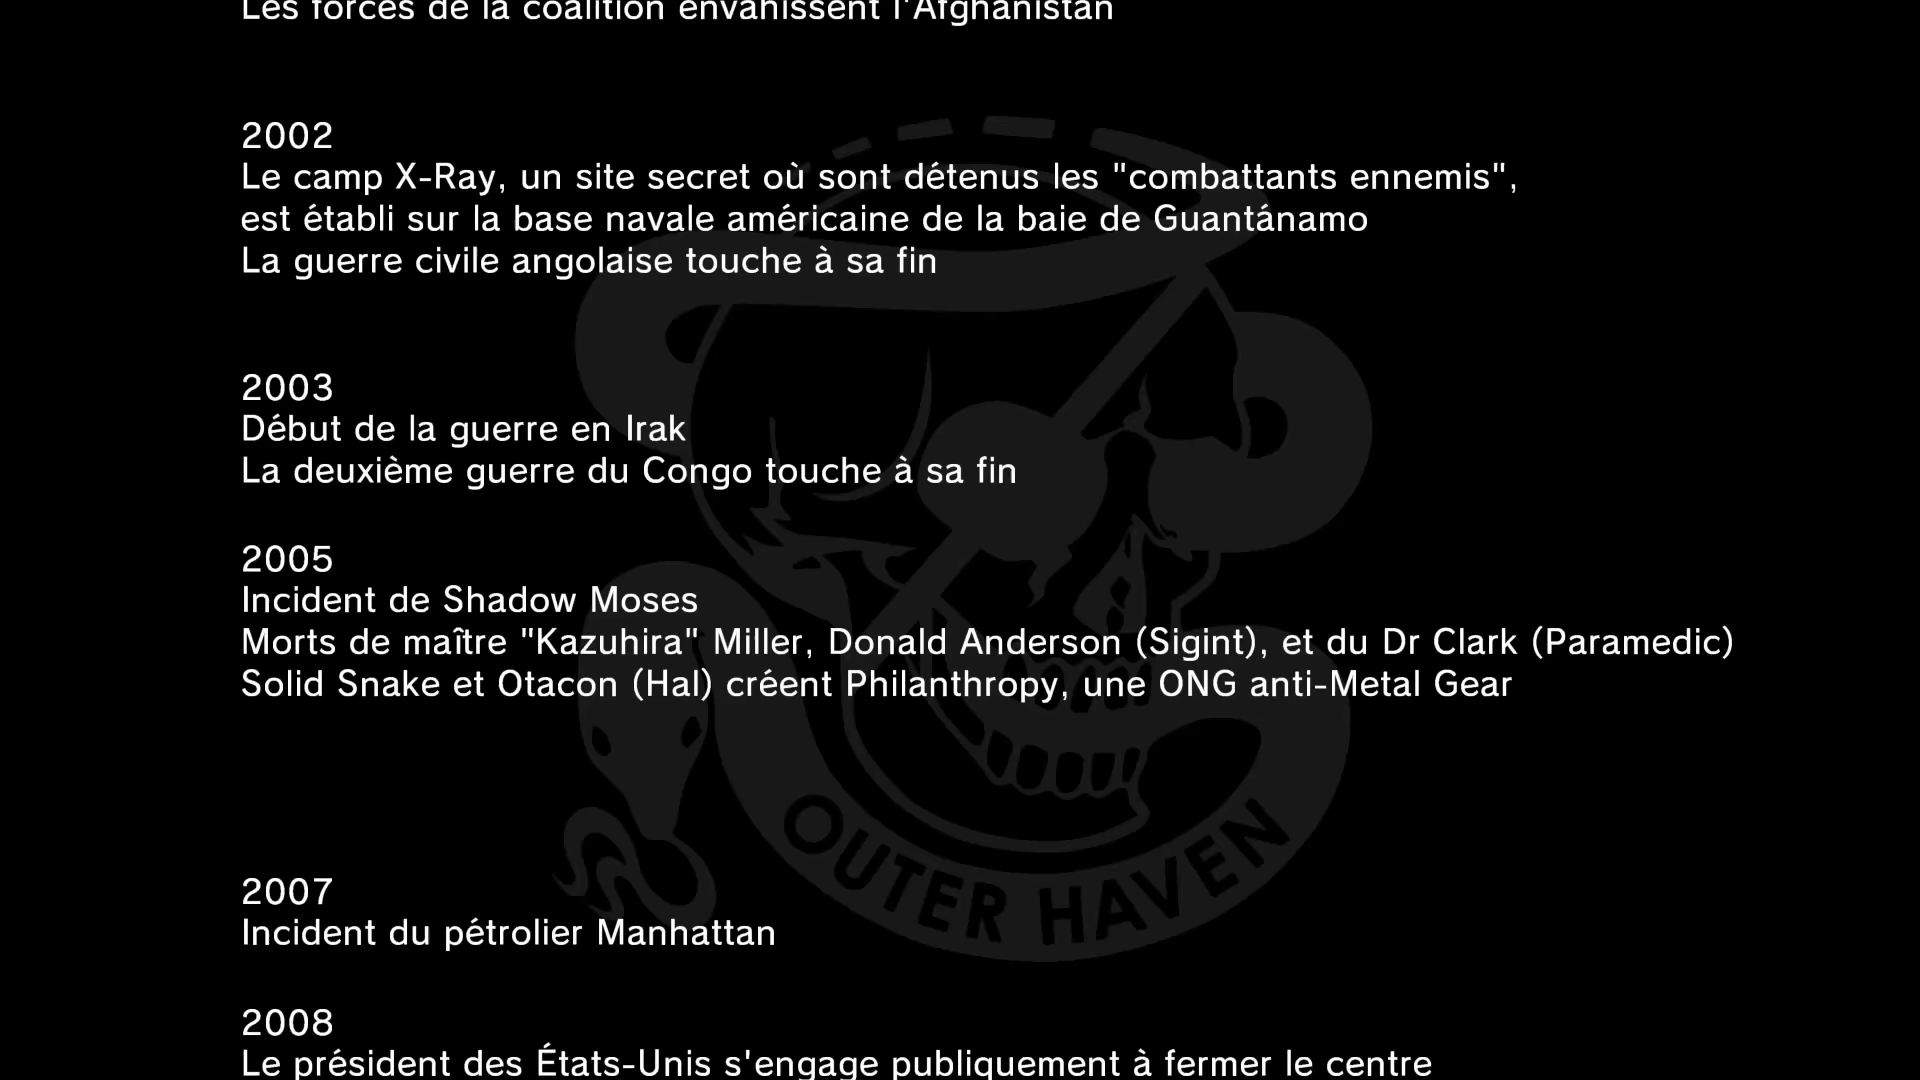 Les forces de la coalition envahissent l'Afghanistan
2002
Le camp X-Ray, un site secret où sont détenus les "combattants ennemis",
est établi sur la base navale américaine de la baie de Guantánamo
La guerre civile angolaise touche à sa fin
2003
Début de la guerre en Irak
La deuxième guerre du Congo touche à sa fin
2005
Incident de Shadow Moses
Morts de maître "Kazuhira" Miller, Donald Anderson (Sigint), et du Dr Clark (Paramedic)
Solid Snake et Otacon (Hal) créent Philanthropy, une ONG anti-Metal Gear
OUTER HAVEN
2007
Incident du pétrolier Manhattan
2008
Le président des États-Unis s'engage publiquement à fermer le centre